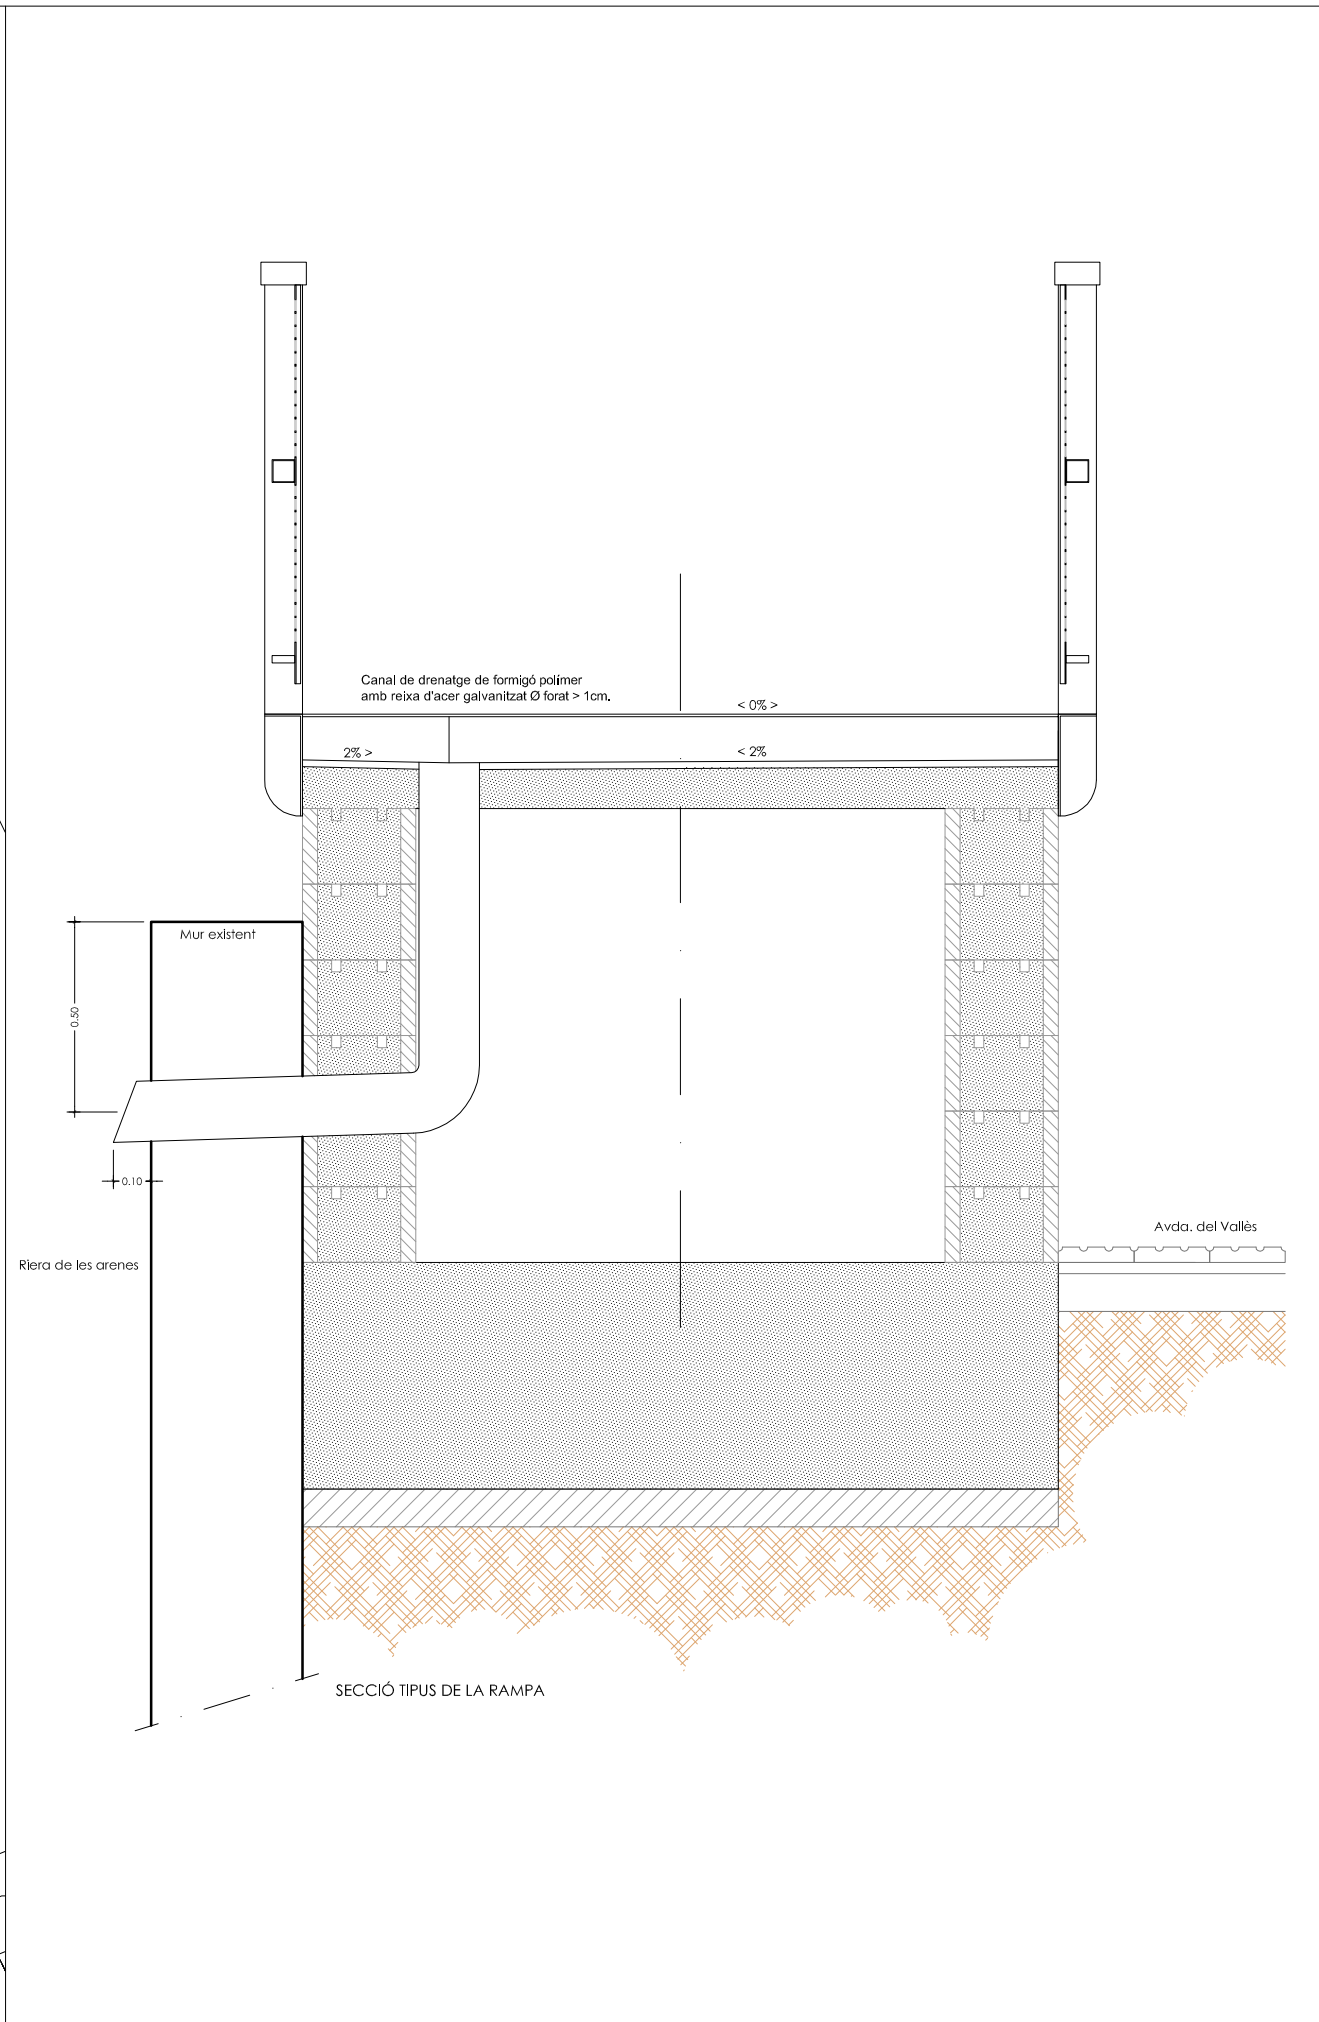 Canal de drenatge de formigó polímer
amb reixa d'acer galvanitzat Ø forat > 1cm.
< 0% >
2% >
< 2%
Mur existent
0.50
0.10
Avda. del Vallès
Riera de les arenes
SECCIÓ TIPUS DE LA RAMPA